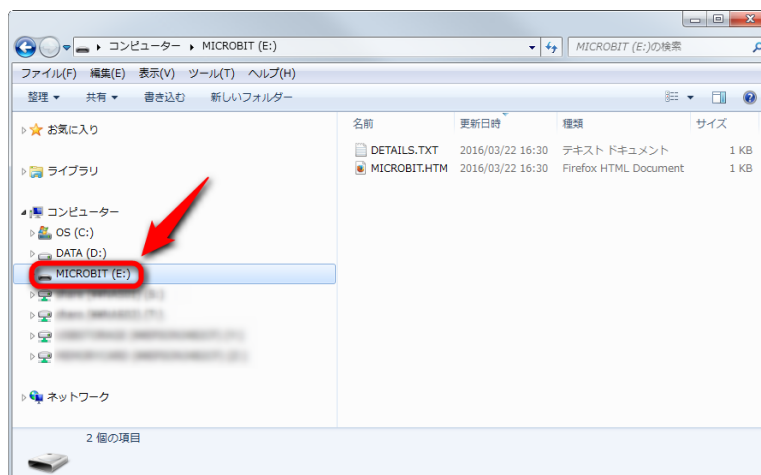 コンピューター ▸ MICROBIT (E:)
MICROBIT (E:)の検索
ファイル(F) 編集(E) 表示(V) ツール(T) ヘルプ(H)
整理 共有 書き込む 新しいフォルダー
お気に入り
ライブラリ
コンピューター
OS (C:)
DATA (D:)
MICROBIT (E:)
ネットワーク
名前 更新日時 種類 サイズ
DETAILS.TXT 2016/03/22 16:30 テキスト ドキュメント 1 KB
MICROBIT.HTM 2016/03/22 16:30 Firefox HTML Document 1 KB
2 個の項目